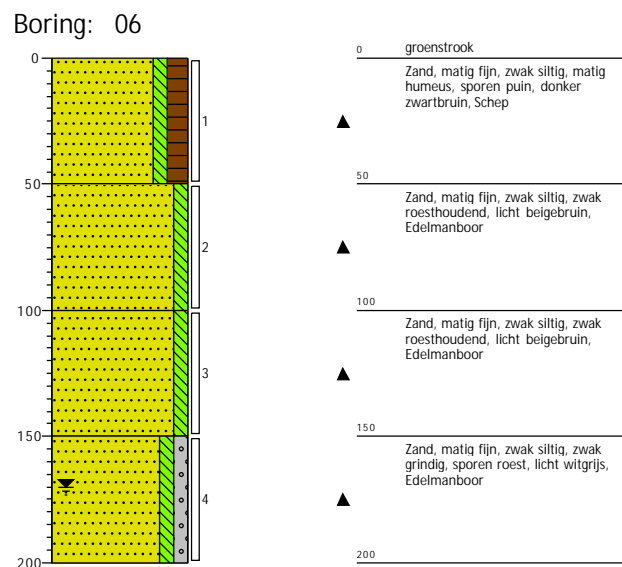 Boring: 06
0
50
100
150
200
1
2
3
4
0
groenstrook
Zand, matig fijn, zwak siltig, matig
humeus, sporen puin, donker
zwartbruin, Schep
50
Zand, matig fijn, zwak siltig, zwak
roesthoudend, licht beigebruin,
Edelmanboor
100
Zand, matig fijn, zwak siltig, zwak
roesthoudend, licht beigebruin,
Edelmanboor
150
Zand, matig fijn, zwak siltig, zwak
grindig, sporen roest, licht witgrijs,
Edelmanboor
200